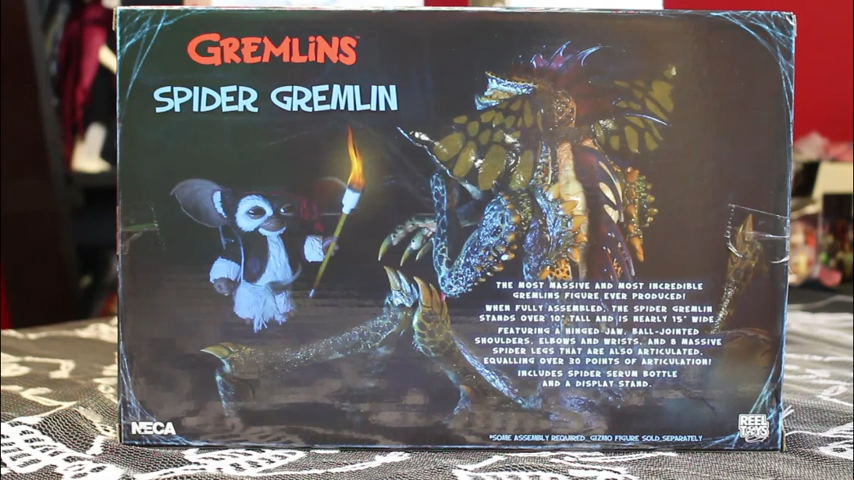 GREMLiNS™
SPIDER GREMLIN
THE MOST MASSIVE AND MOST INCREDIBLE
GREMLINS FIGURE EVER PRODUCED!
WHEN FULLY ASSEMBLED, THE SPIDER GREMLIN
STANDS OVER 10" TALL AND IS NEARLY 15" WIDE
FEATURING A HINGED JAW, BALL-JOINTED
SHOULDERS, ELBOWS AND WRISTS, AND 8 MASSIVE
SPIDER LEGS THAT ARE ALSO ARTICULATED,
EQUALLING OVER 30 POINTS OF ARTICULATION!
INCLUDES SPIDER SERUM BOTTLE
AND A DISPLAY STAND.
NECA
REEL
TOYS
*SOME ASSEMBLY REQUIRED. GIZMO FIGURE SOLD SEPARATELY